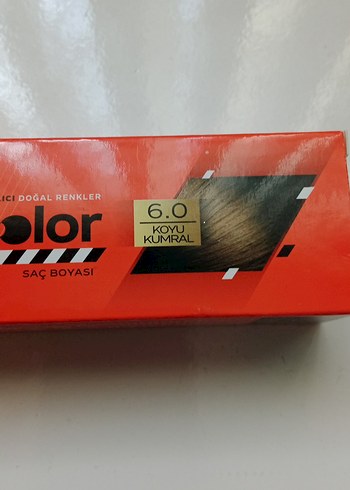 DOĞAL RENKLER
olor
SAÇ BOYASI
6.0
KOYU
KUMRAL